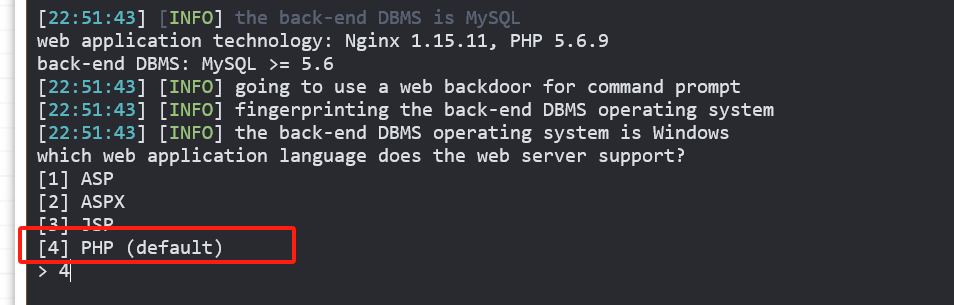 [22:51:43] [INFO] the back-end DBMS is MySQL
web application technology: Nginx 1.15.11, PHP 5.6.9
back-end DBMS: MySQL >= 5.6
[22:51:43] [INFO] going to use a web backdoor for command prompt
[22:51:43] [INFO] fingerprinting the back-end DBMS operating system
[22:51:43] [INFO] the back-end DBMS operating system is Windows
which web application language does the web server support?
[1] ASP
[2] ASPX
[3] JSP
[4] PHP (default)
> 4